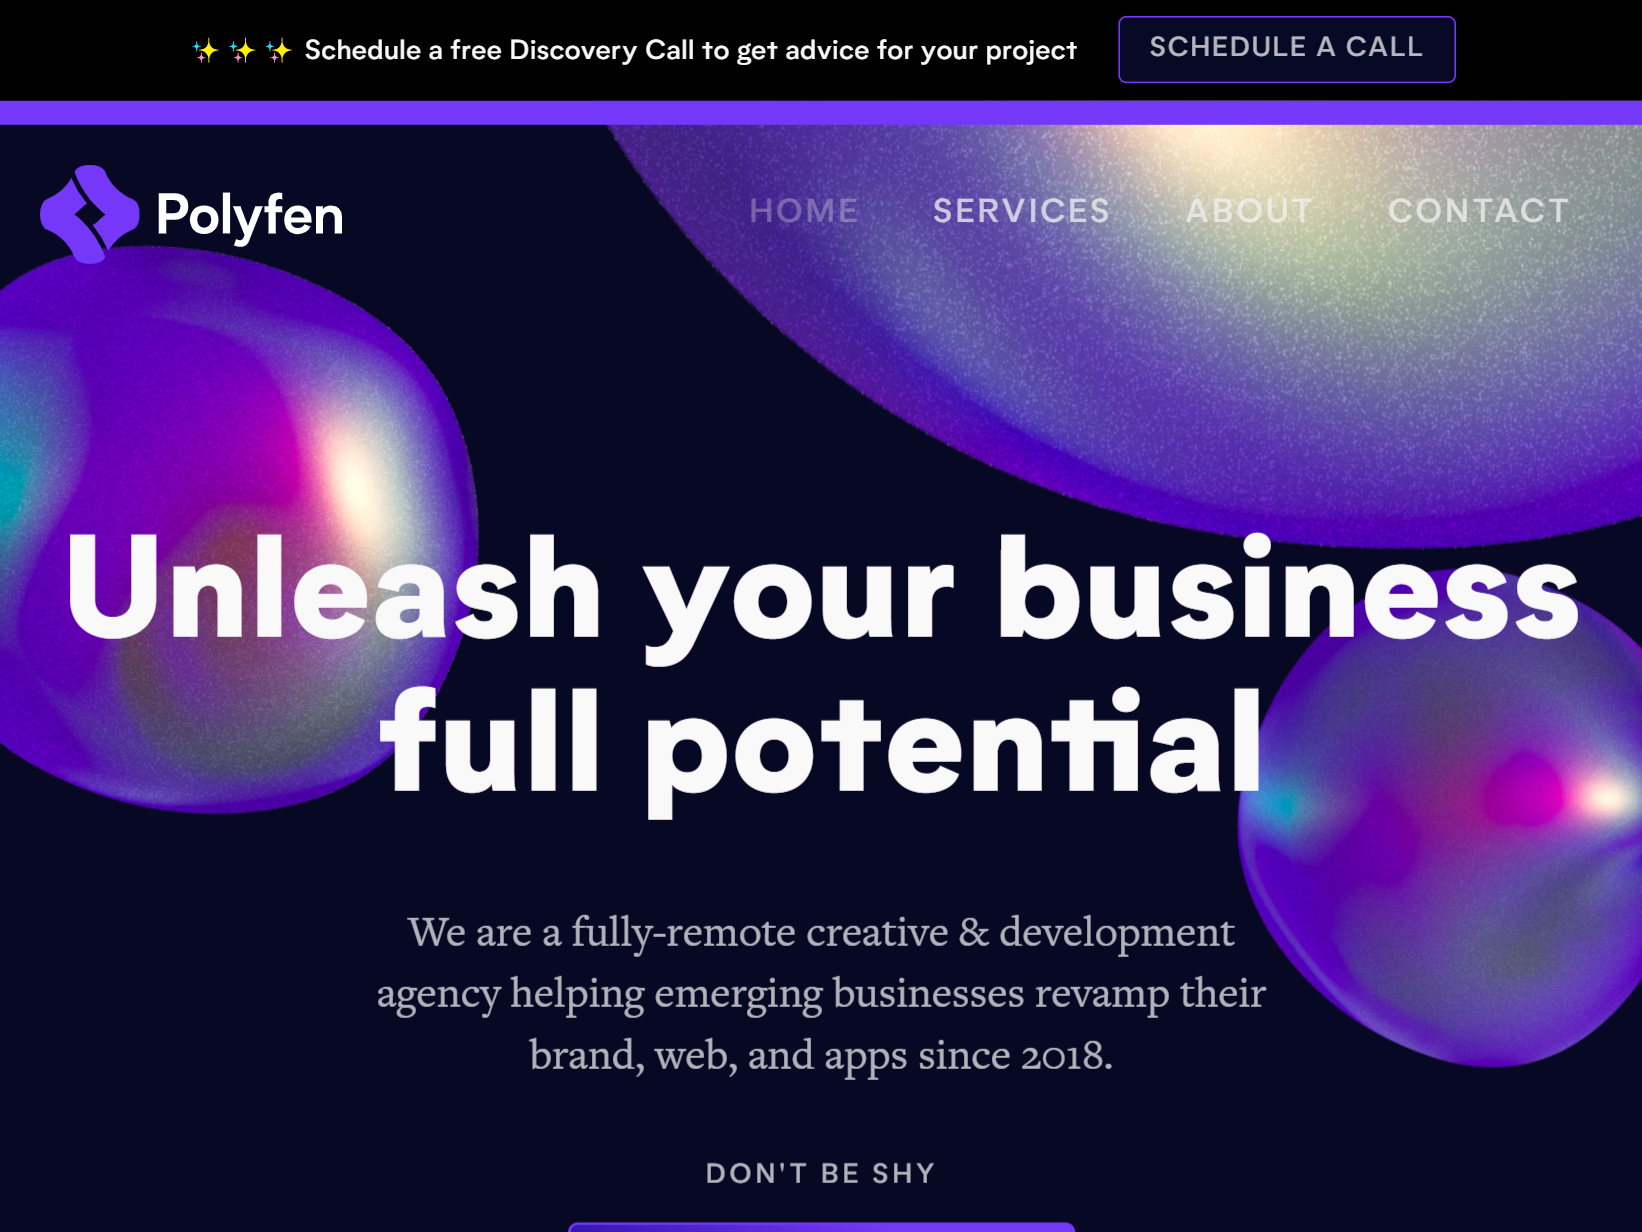 ✨ ✨ ✨ Schedule a free Discovery Call to get advice for your project
SCHEDULE A CALL
Polyfen
HOME
SERVICES
ABOUT
CONTACT
Unleash your business
full potential
We are a fully-remote creative & development
agency helping emerging businesses revamp their
brand, web, and apps since 2018.
DON'T BE SHY